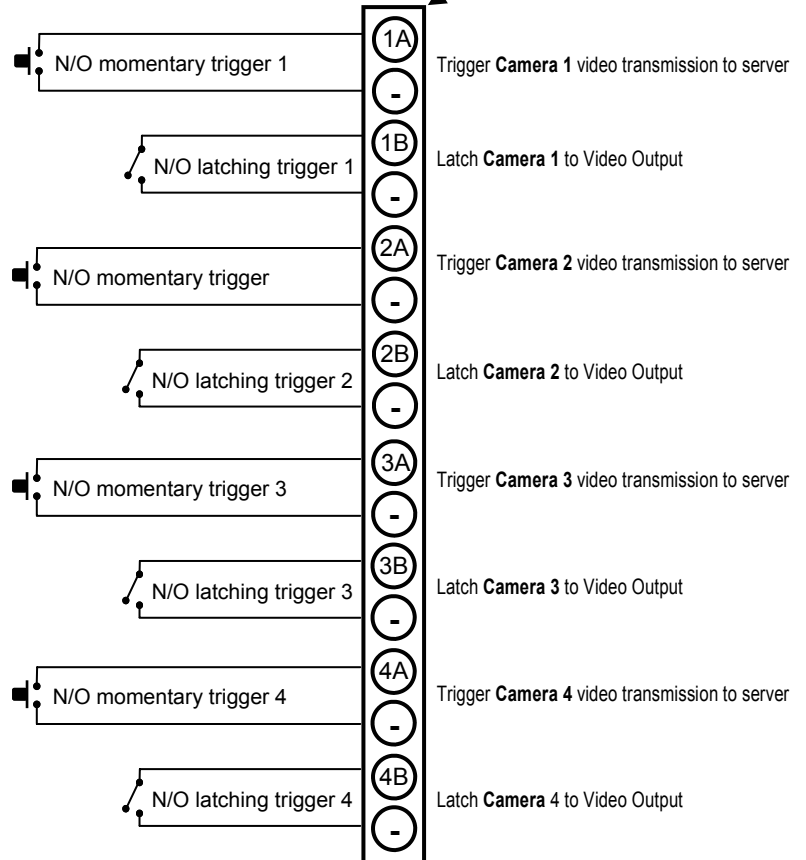 1A
N/O momentary trigger 1
Trigger Camera 1 video transmission to server
-
1B
N/O latching trigger 1
Latch Camera 1 to Video Output
-
2A
N/O momentary trigger
Trigger Camera 2 video transmission to server
-
2B
N/O latching trigger 2
Latch Camera 2 to Video Output
-
3A
N/O momentary trigger 3
Trigger Camera 3 video transmission to server
-
3B
N/O latching trigger 3
Latch Camera 3 to Video Output
-
4A
N/O momentary trigger 4
Trigger Camera 4 video transmission to server
-
4B
N/O latching trigger 4
Latch Camera 4 to Video Output
-